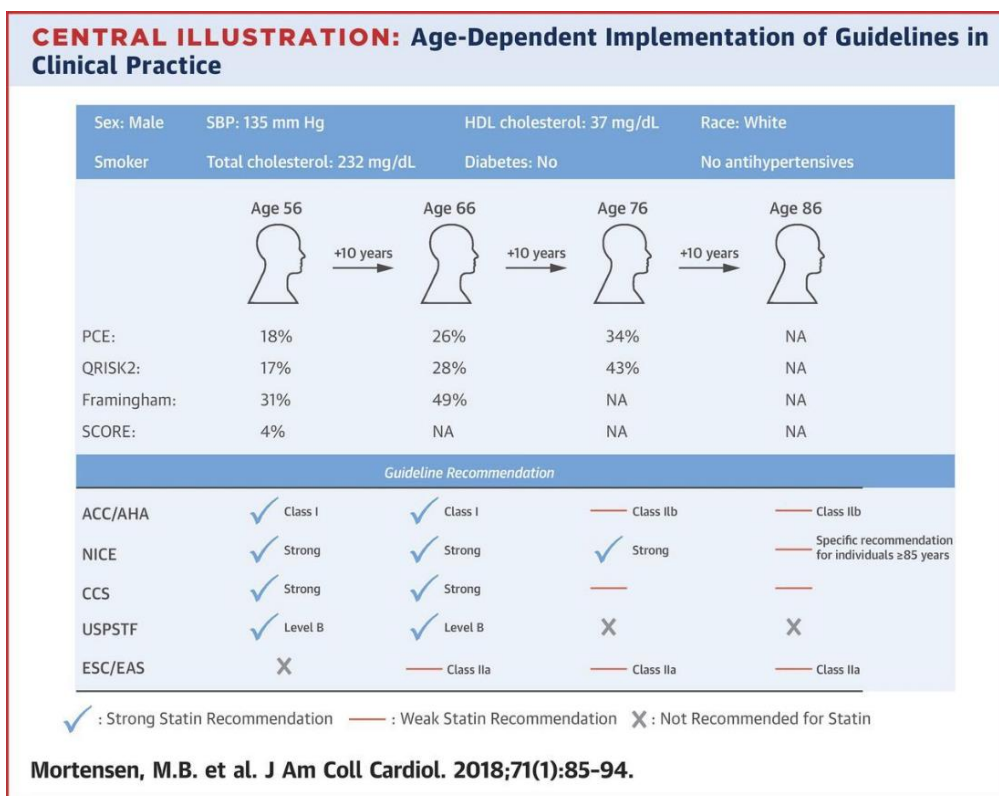 CENTRAL ILLUSTRATION: Age-Dependent Implementation of Guidelines in
Clinical Practice
Sex: Male SBP: 135 mm Hg HDL cholesterol: 37 mg/dL Race: White
Smoker Total cholesterol: 232 mg/dL Diabetes: No No antihypertensives
Age 56 Age 66 Age 76 Age 86
+10 years +10 years +10 years
PCE: 18% 26% 34% NA
QRISK2: 17% 28% 43% NA
Framingham: 31% 49% NA NA
SCORE: 4% NA NA NA
Guideline Recommendation
ACC/AHA Class I Class I Class IIb Class IIb
NICE Strong Strong Strong Specific recommendation
for individuals ≥85 years
CCS Strong Strong
USPSTF Level B Level B X X
ESC/EAS X Class IIa Class IIa Class IIa
: Strong Statin Recommendation : Weak Statin Recommendation X : Not Recommended for Statin
Mortensen, M.B. et al. J Am Coll Cardiol. 2018;71(1):85-94.